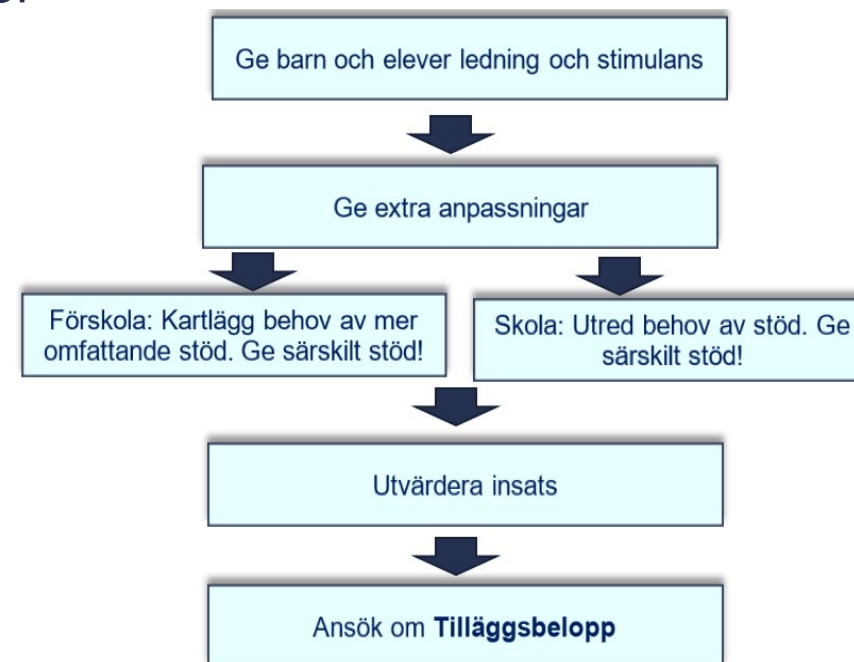 Ge barn och elever ledning och stimulans
Ge extra anpassningar
Förskola: Kartlägg behov av mer
omfattande stöd. Ge särskilt stöd!
Skola: Utred behov av stöd. Ge
särskilt stöd!
Utvärdera insats
Ansök om Tilläggsbelopp